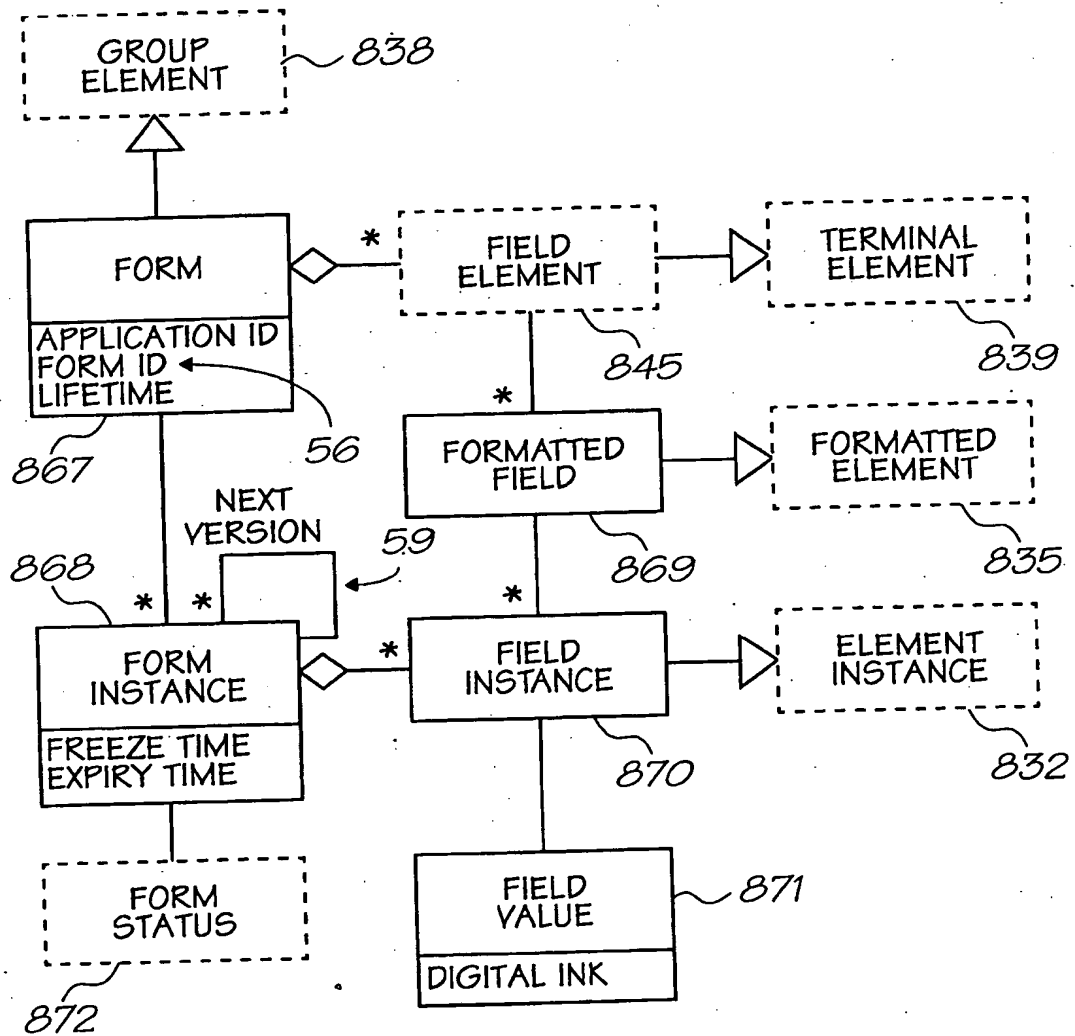 GROUP
ELEMENT
838
FORM
APPLICATION ID
FORM ID
LIFETIME
867
56
*
FIELD
ELEMENT
845
TERMINAL
ELEMENT
839
*
FORMATTED
FIELD
869
FORMATTED
ELEMENT
835
NEXT
VERSION
59
868
*
*
FORM
INSTANCE
FREEZE TIME
EXPIRY TIME
*
*
FIELD
INSTANCE
870
ELEMENT
INSTANCE
832
FORM
STATUS
872
FIELD
VALUE
DIGITAL INK
871